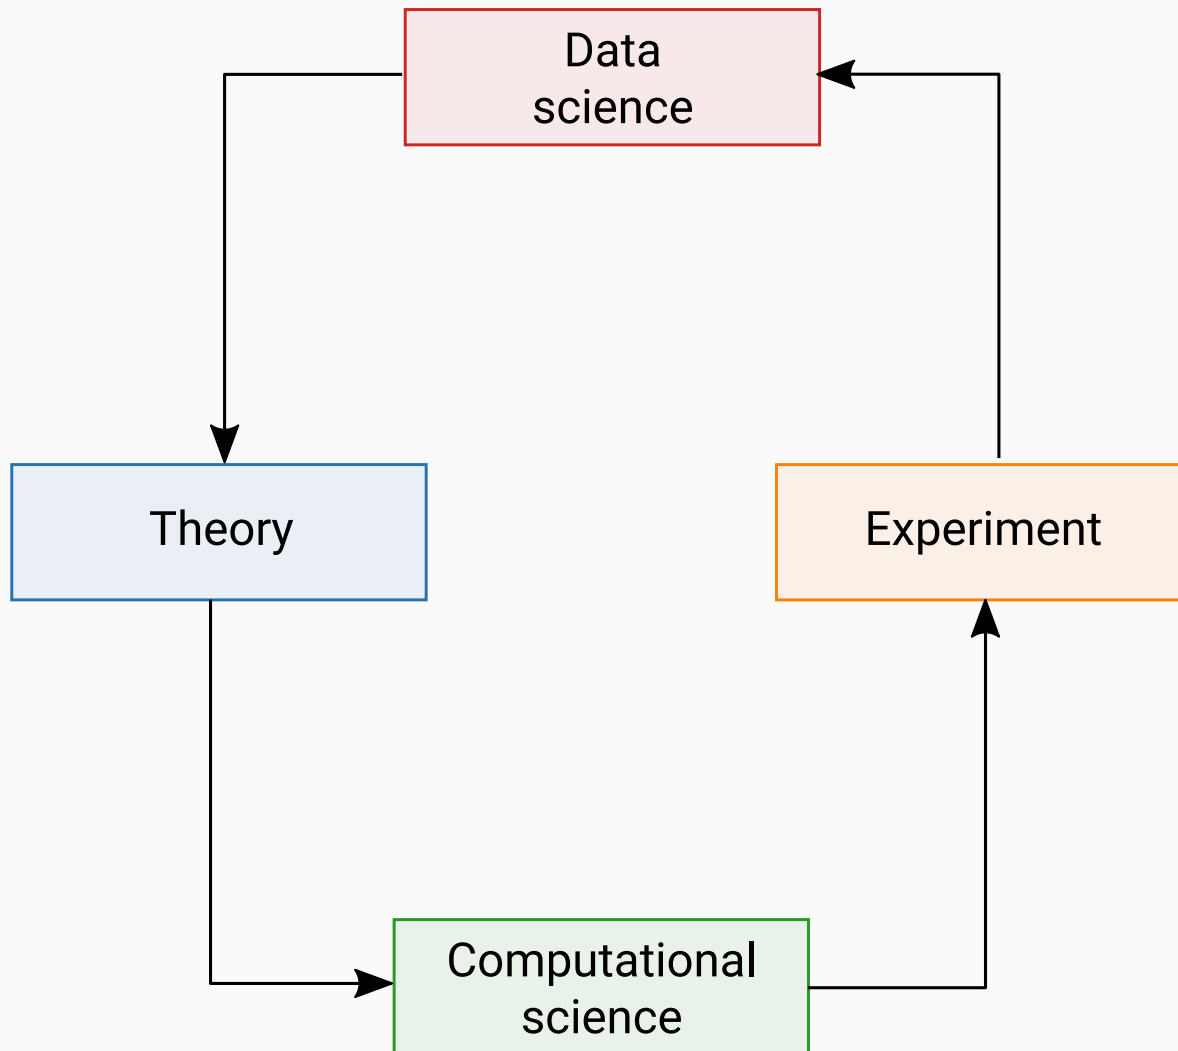 Data
science
Theory
Experiment
Computational
science